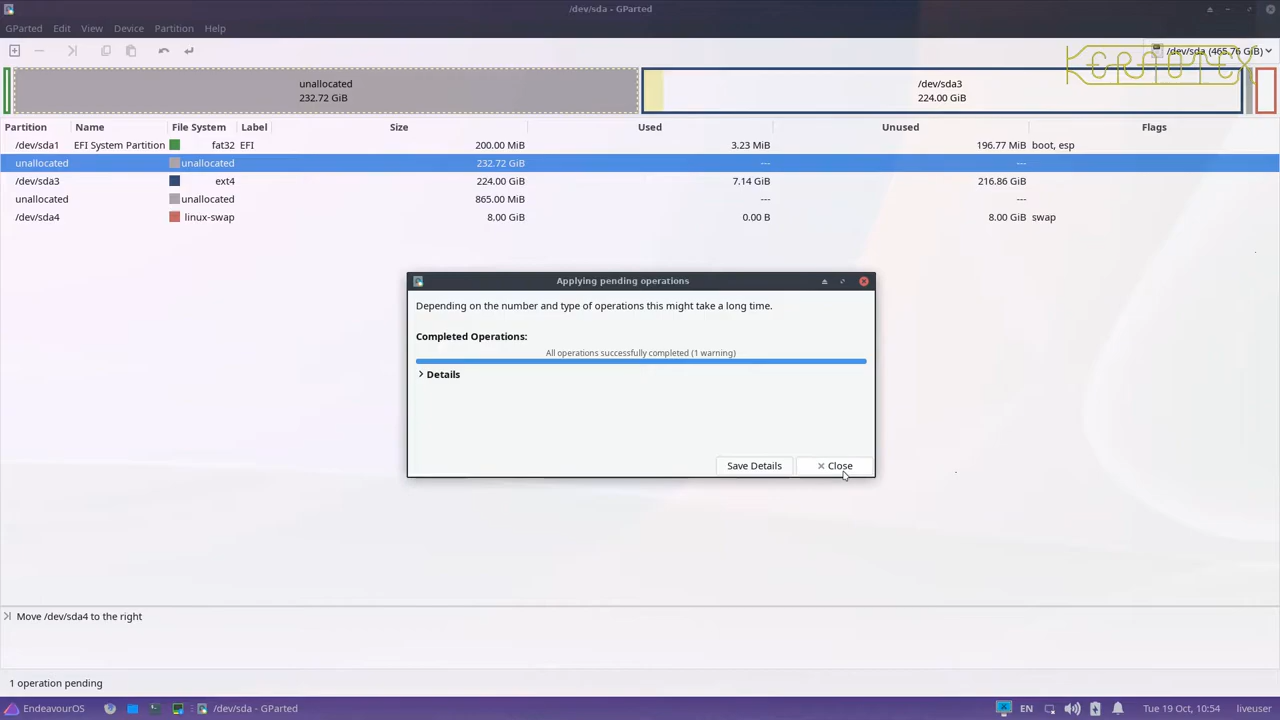 /dev/sda - GParted
GParted Edit View Device Partition Help
/dev/sda (465.76 GiB)
unallocated
232.72 GiB
/dev/sda3
224.00 GiB
Partition Name File System Label Size Used Unused Flags
/dev/sda1 EFI System Partition fat32 EFI 200.00 MiB 3.23 MiB 196.77 MiB boot, esp
unallocated unallocated 232.72 GiB --- ---
/dev/sda3 ext4 224.00 GiB 7.14 GiB 216.86 GiB
unallocated unallocated 865.00 MiB --- ---
/dev/sda4 linux-swap 8.00 GiB 0.00 B 8.00 GiB swap
Applying pending operations
Depending on the number and type of operations this might take a long time.
Completed Operations:
All operations successfully completed (1 warning)
Details
Save Details Close
Move /dev/sda4 to the right
1 operation pending
EndeavourOS /dev/sda - GParted EN Tue 19 Oct, 10:54 liveuser